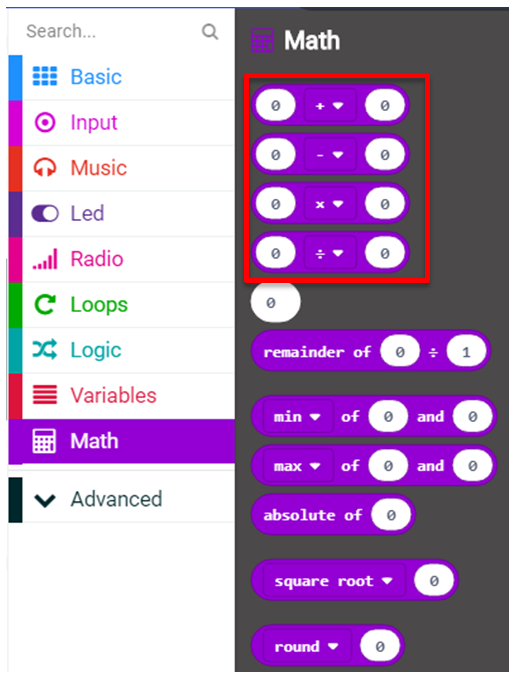 Search...
Basic
Input
Music
Led
Radio
Loops
Logic
Variables
Math
Advanced
Math
0 + 0
0 - 0
0 x 0
0 ÷ 0
0
remainder of 0 ÷ 1
min of 0 and 0
max of 0 and 0
absolute of 0
square root 0
round 0